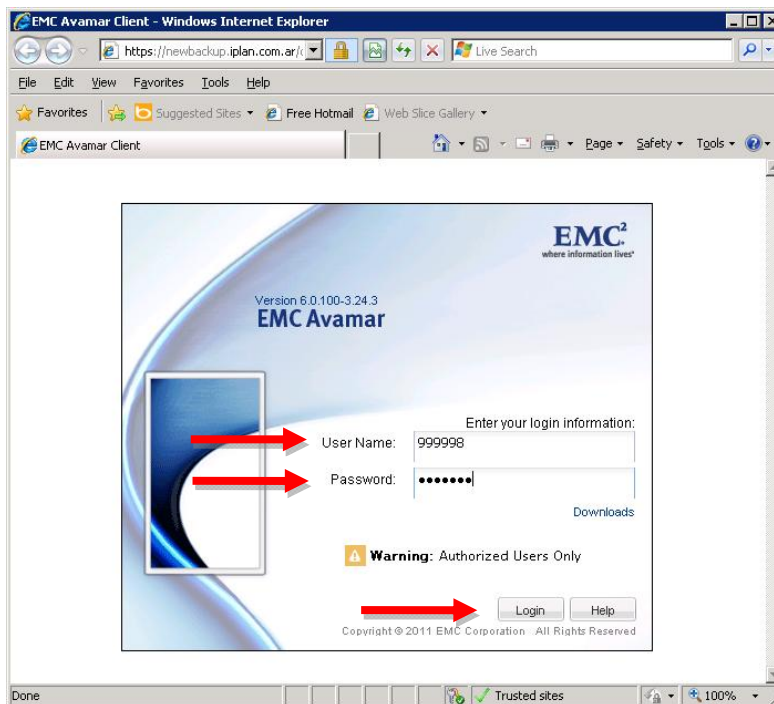 EMC Avamar Client - Windows Internet Explorer
https://newbackup.iplan.com.ar/
Live Search
File Edit View Favorites Tools Help
Favorites Suggested Sites Free Hotmail Web Slice Gallery
EMC Avamar Client Page Safety Tools
EMC²
where information lives®
Version 6.0.100-3.24.3
EMC Avamar
Enter your login information:
User Name: 999998
Password: •••••••
Downloads
Warning: Authorized Users Only
Login Help
Copyright © 2011 EMC Corporation All Rights Reserved
Done Trusted sites 100%